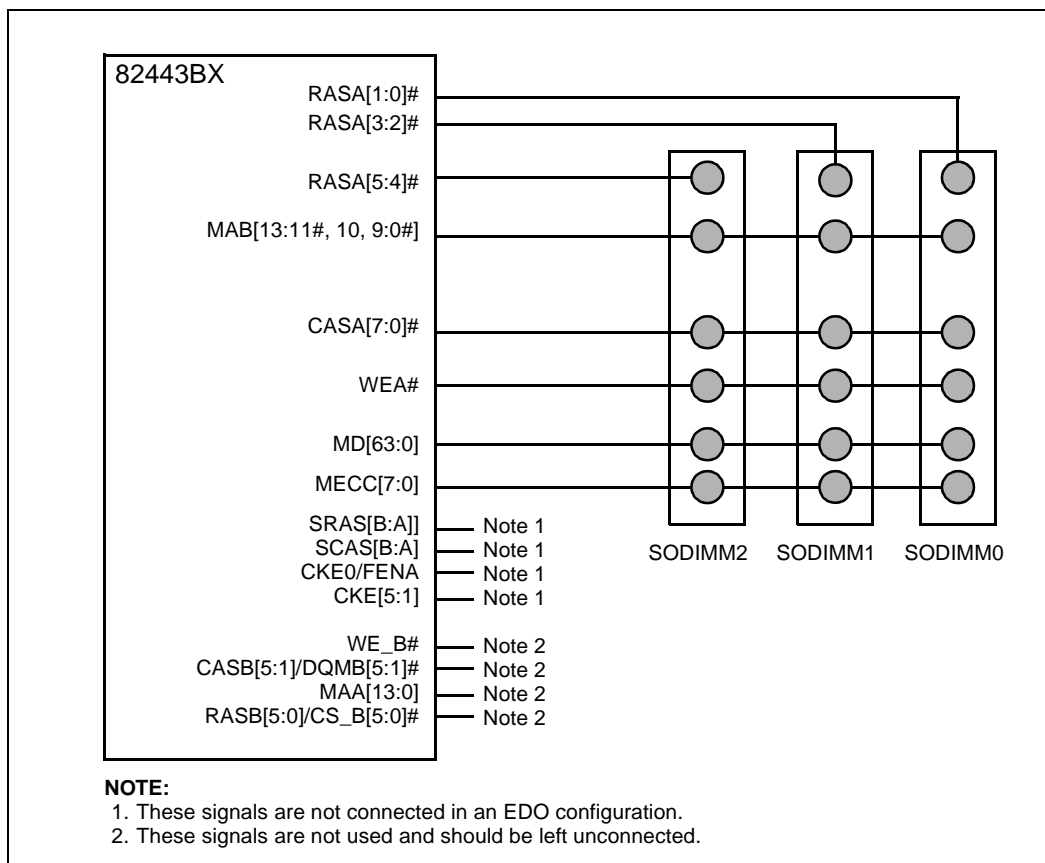 82443BX
RASA[1:0]#
RASA[3:2]#
RASA[5:4]#
MAB[13:11#, 10, 9:0#]
CASA[7:0]#
WEA#
MD[63:0]
MECC[7:0]
SRAS[B:A]] Note 1
SCAS[B:A] Note 1
CKE0/FENA Note 1
CKE[5:1] Note 1
SODIMM2 SODIMM1 SODIMM0
WE_B# Note 2
CASB[5:1]/DQMB[5:1]# Note 2
MAA[13:0] Note 2
RASB[5:0]/CS_B[5:0]# Note 2
NOTE:
1. These signals are not connected in an EDO configuration.
2. These signals are not used and should be left unconnected.